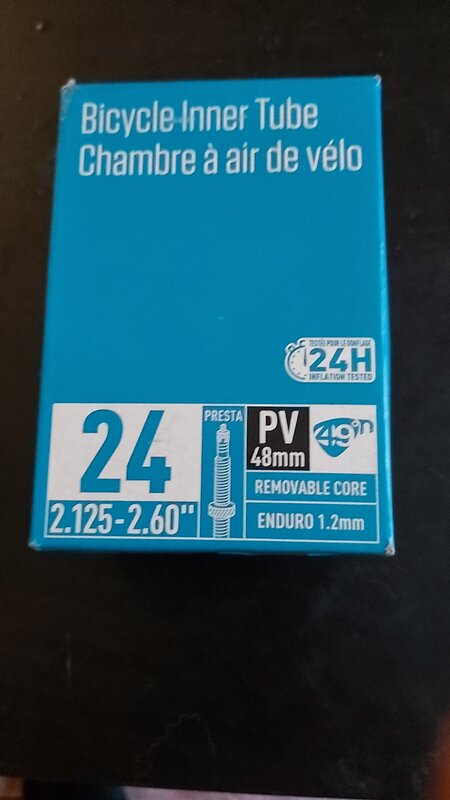 Bicycle Inner Tube
Chambre à air de vélo
TESTÉE POUR LE GONFLAGE
24H
INFLATION TESTED
24
2.125-2.60"
PRESTA
PV
48mm
49°N
REMOVABLE CORE
ENDURO 1.2mm